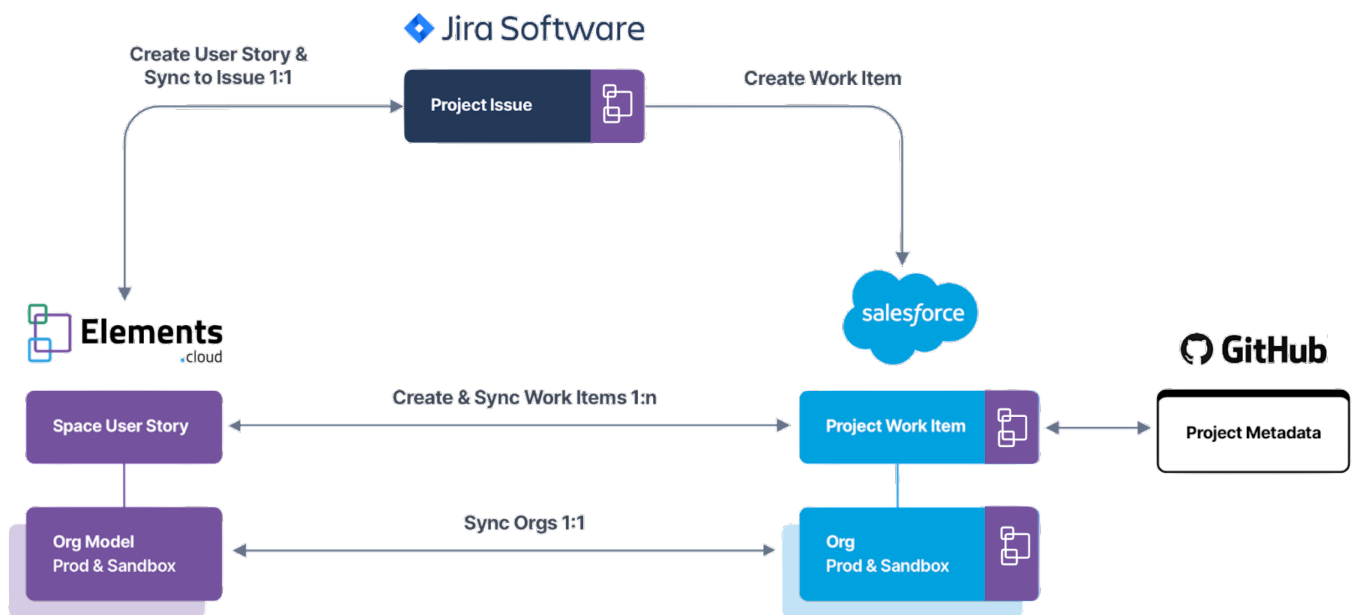 Jira Software
Create User Story &
Sync to Issue 1:1
Project Issue
Create Work Item
Elements
.cloud
salesforce
GitHub
Space User Story
Create & Sync Work Items 1:n
Project Work Item
Project Metadata
Org Model
Prod & Sandbox
Sync Orgs 1:1
Org
Prod & Sandbox